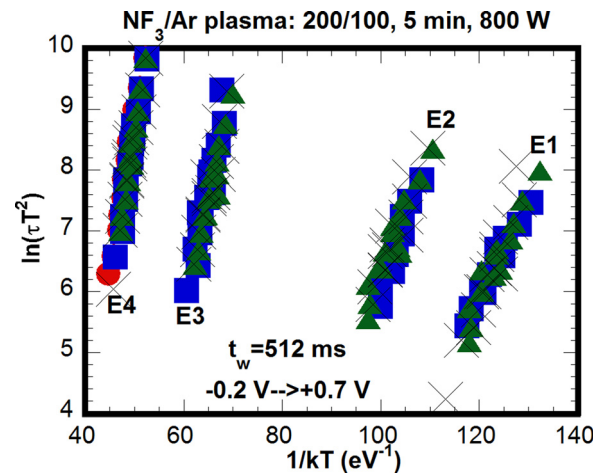 NF₃/Ar plasma: 200/100, 5 min, 800 W
10
9
8
7
6
5
4
ln(τT²)
E4
E3
E2
E1
t_w=512 ms
-0.2 V-->+0.7 V
40 60 80 100 120 140
1/kT (eV⁻¹)